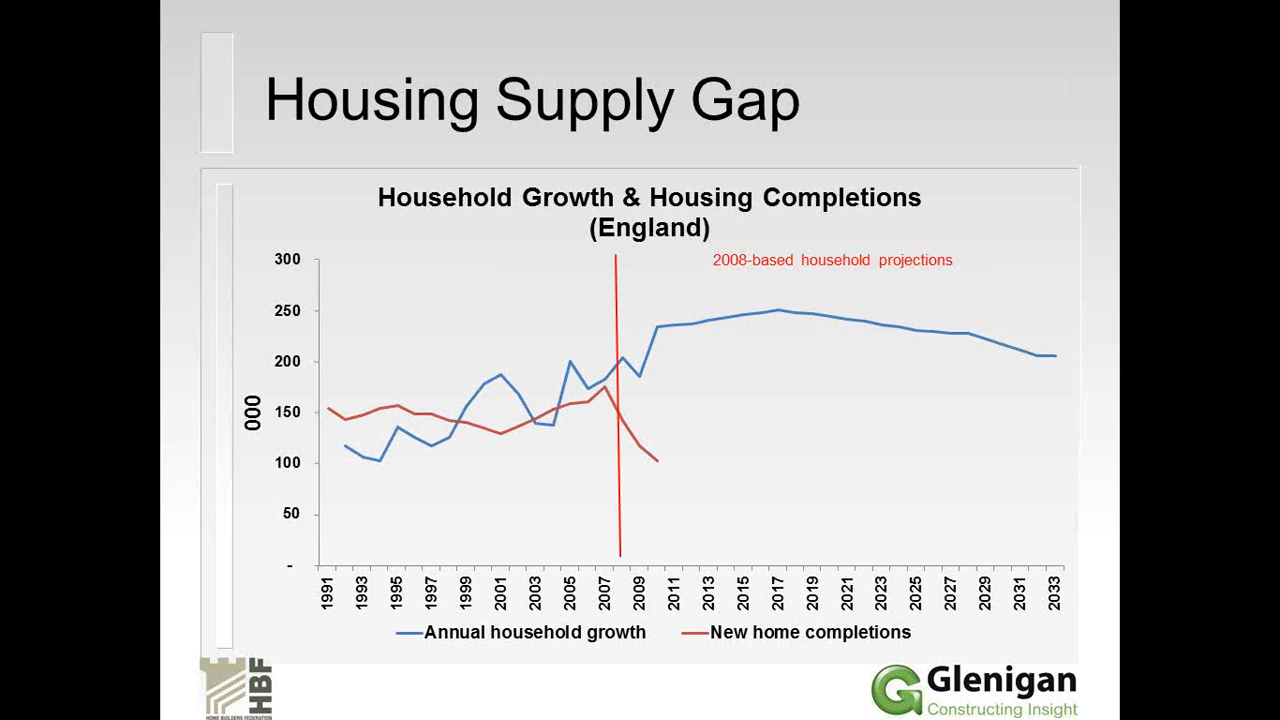 Housing Supply Gap
Household Growth & Housing Completions
(England)
2008-based household projections
300
250
200
150
100
50
-
000
1991 1993 1995 1997 1999 2001 2003 2005 2007 2009 2011 2013 2015 2017 2019 2021 2023 2025 2027 2029 2031 2033
Annual household growth New home completions
HBF
HOME BUILDERS FEDERATION
Glenigan
Constructing Insight